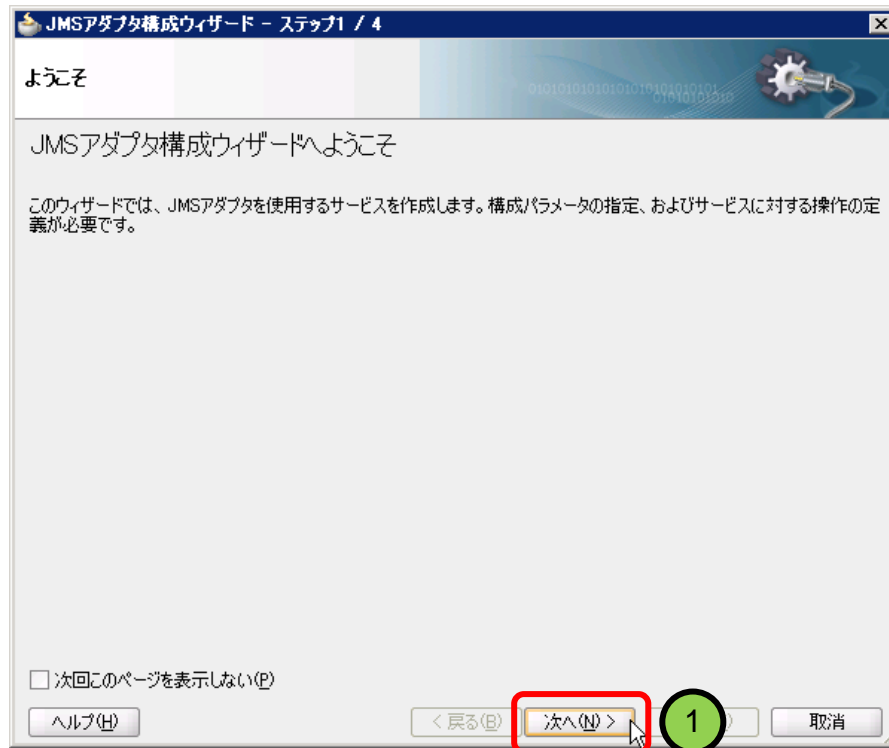 JMSアダプタ構成ウィザード - ステップ1 / 4
ようこそ
JMSアダプタ構成ウィザードへようこそ
このウィザードでは、JMSアダプタを使用するサービスを作成します。構成パラメータの指定、およびサービスに対する操作の定
義が必要です。
次回このページを表示しない(P)
ヘルプ(H)
< 戻る(B)
次へ(N) >
1
取消